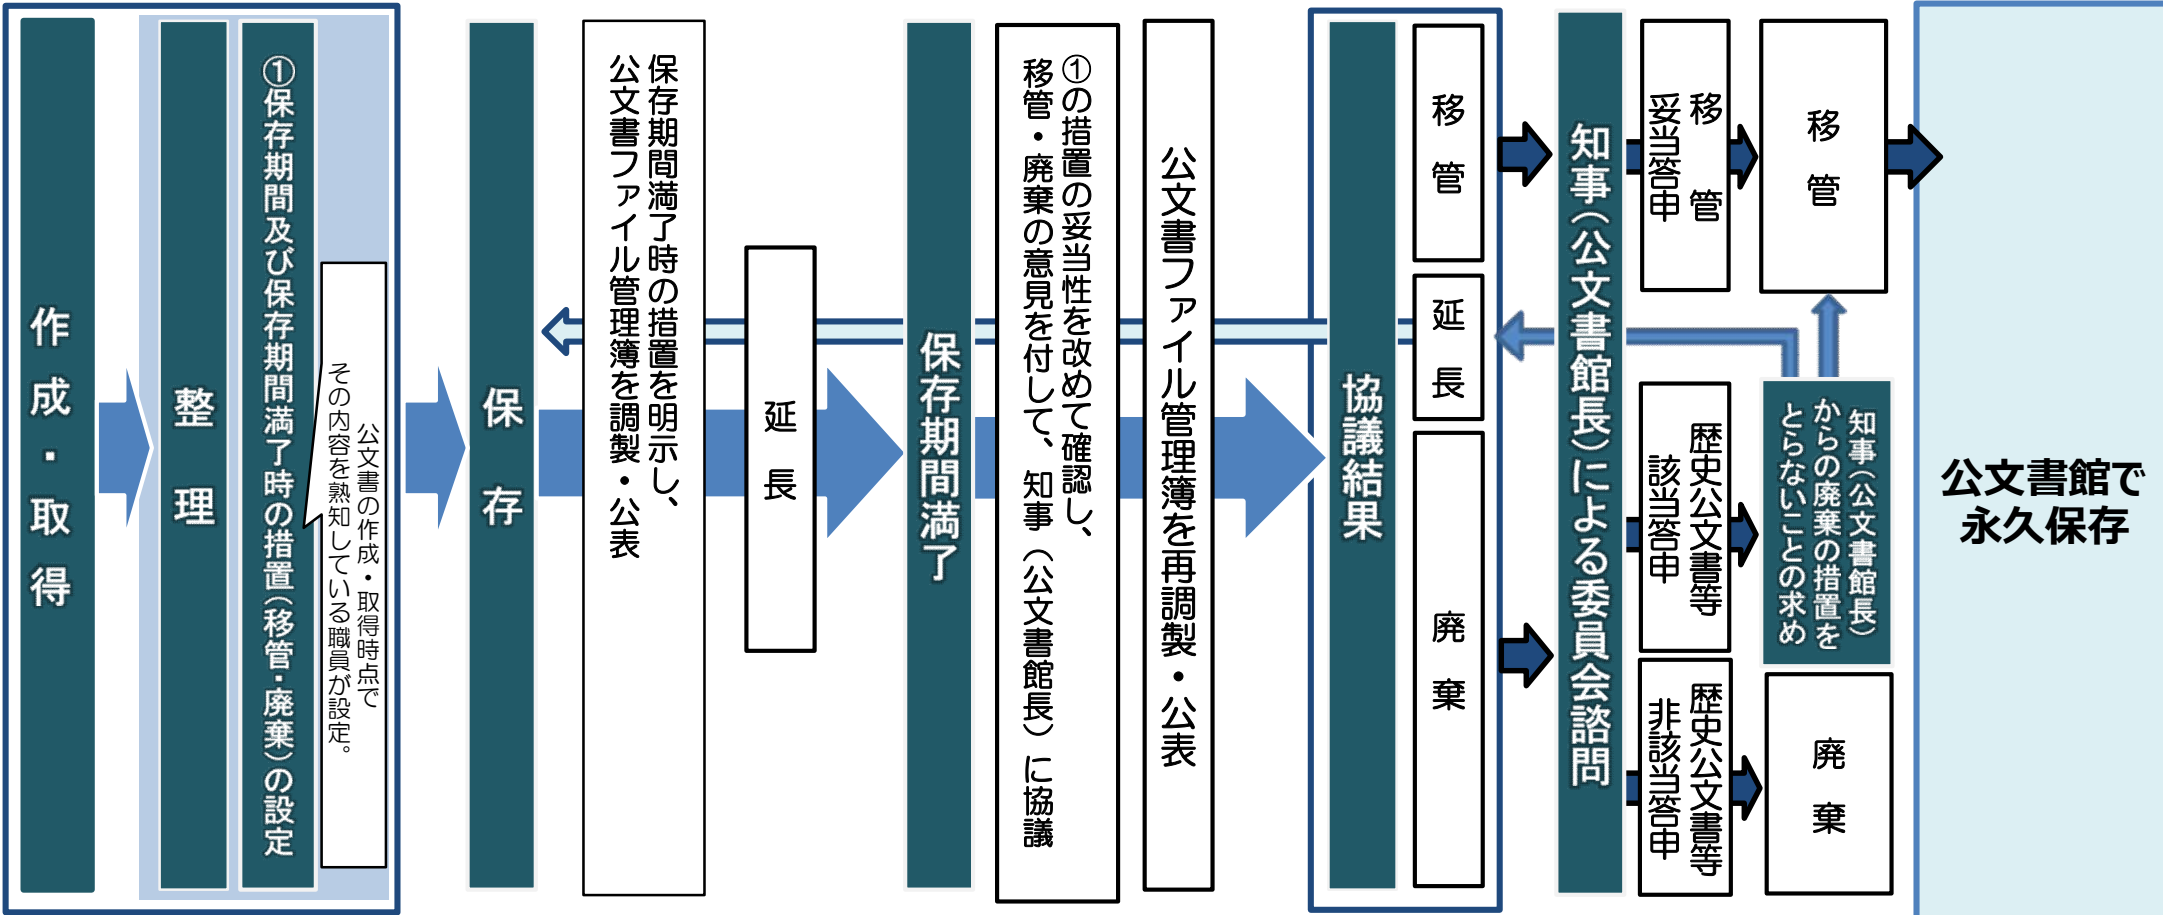 作成・取得
整理
①保存期間及び保存期間満了時の措置（移管・廃棄）の設定
公文書の作成・取得時点で
その内容を熟知している職員が設定。
保存
保存期間満了時の措置を明示し、
公文書ファイル管理簿を調製・公表
延長
保存期間満了
①の措置の妥当性を改めて確認し、
移管・廃棄の意見を付して、知事（公文書館長）に協議
公文書ファイル管理簿を再調製・公表
協議結果
移管
延長
廃棄
知事（公文書館長）による委員会諮問
移管
妥当答申
歴史公文書等
該当答申
歴史公文書等
非該当答申
移管
知事（公文書館長）
からの廃棄の措置を
とらないことの求め
廃棄
公文書館で
永久保存